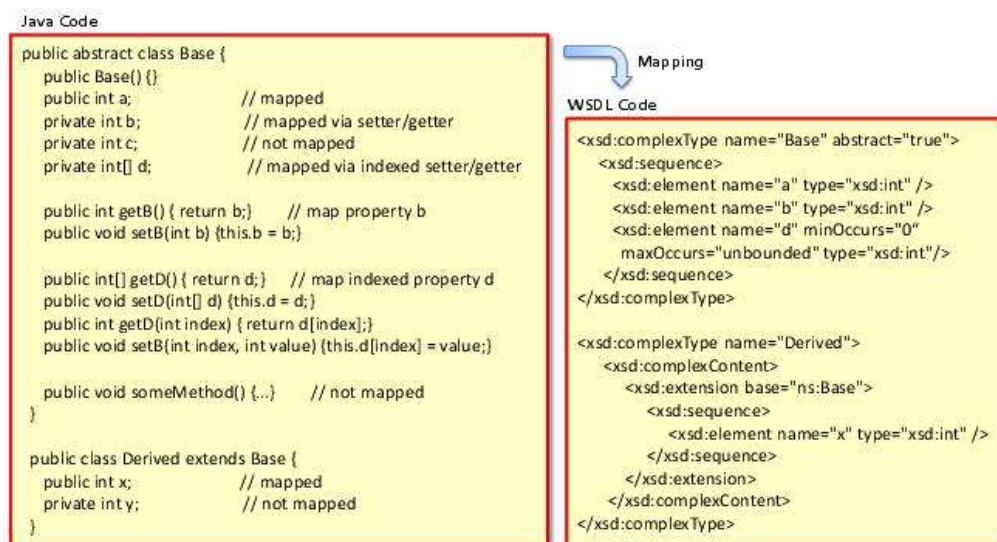 Java Code
public abstract class Base {
public Base() {}
public int a; // mapped
private int b; // mapped via setter/getter
private int c; // not mapped
private int[] d; // mapped via indexed setter/getter
public int getB() { return b;} // map property b
public void setB(int b) {this.b = b;}
public int[] getD() { return d;} // map indexed property d
public void setD(int[] d) {this.d = d;}
public int getD(int index) { return d[index];}
public void setB(int index, int value) {this.d[index] = value;}
public void someMethod() {...} // not mapped
}
public class Derived extends Base {
public int x; // mapped
private int y; // not mapped
}
Mapping
WSDL Code
<xsd:complexType name="Base" abstract="true">
<xsd:sequence>
<xsd:element name="a" type="xsd:int" />
<xsd:element name="b" type="xsd:int" />
<xsd:element name="d" minOccurs="0“
maxOccurs="unbounded" type="xsd:int"/>
</xsd:sequence>
</xsd:complexType>
<xsd:complexType name="Derived">
<xsd:complexContent>
<xsd:extension base="ns:Base">
<xsd:sequence>
<xsd:element name="x" type="xsd:int" />
</xsd:sequence>
</xsd:extension>
</xsd:complexContent>
</xsd:complexType>